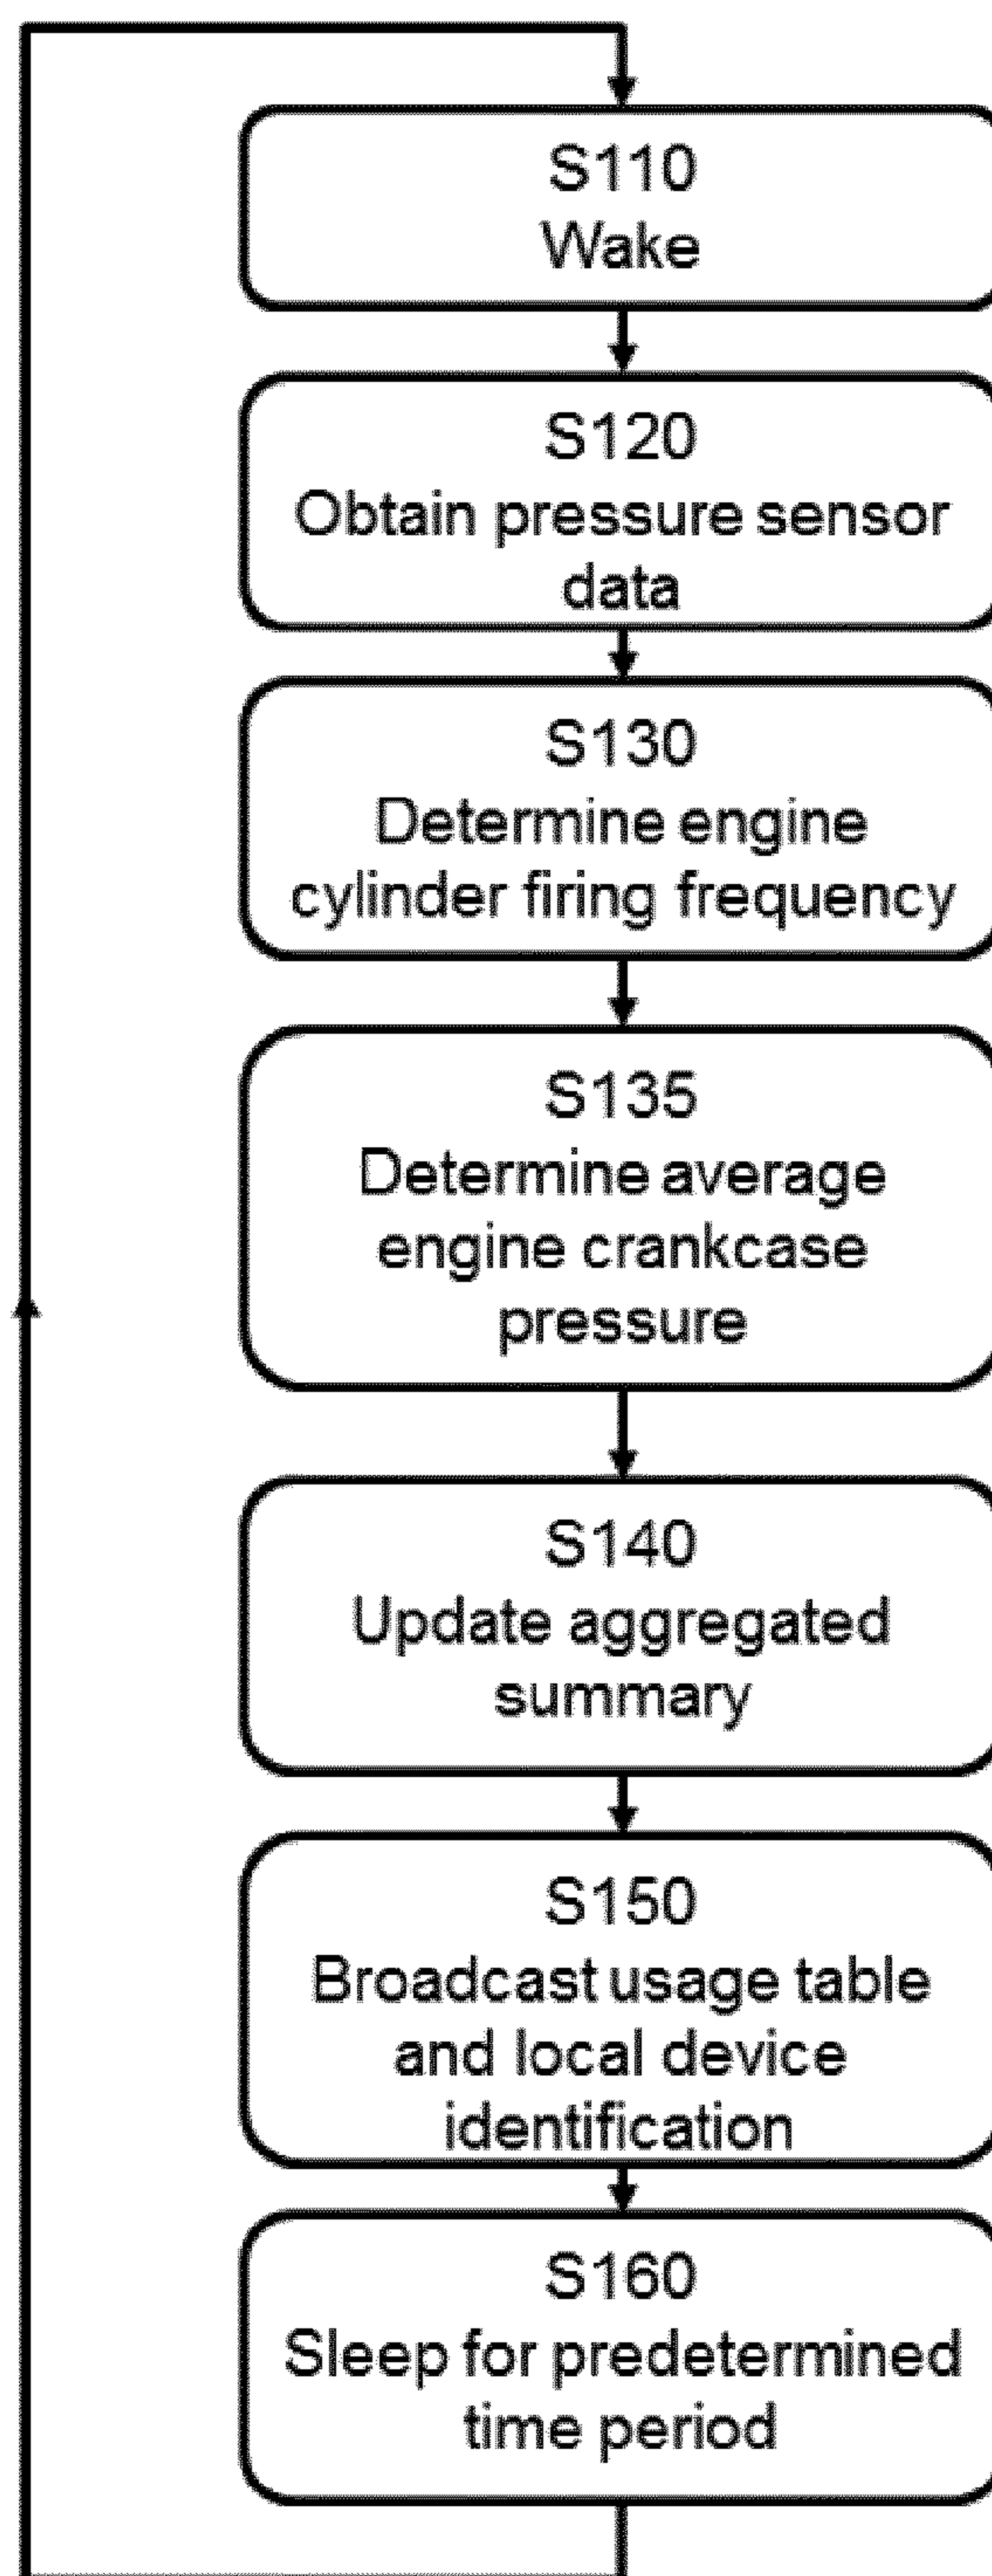 S110
Wake
S120
Obtain pressure sensor
data
S130
Determine engine
cylinder firing frequency
S135
Determine average
engine crankcase
pressure
S140
Update aggregated
summary
S150
Broadcast usage table
and local device
identification
S160
Sleep for predetermined
time period